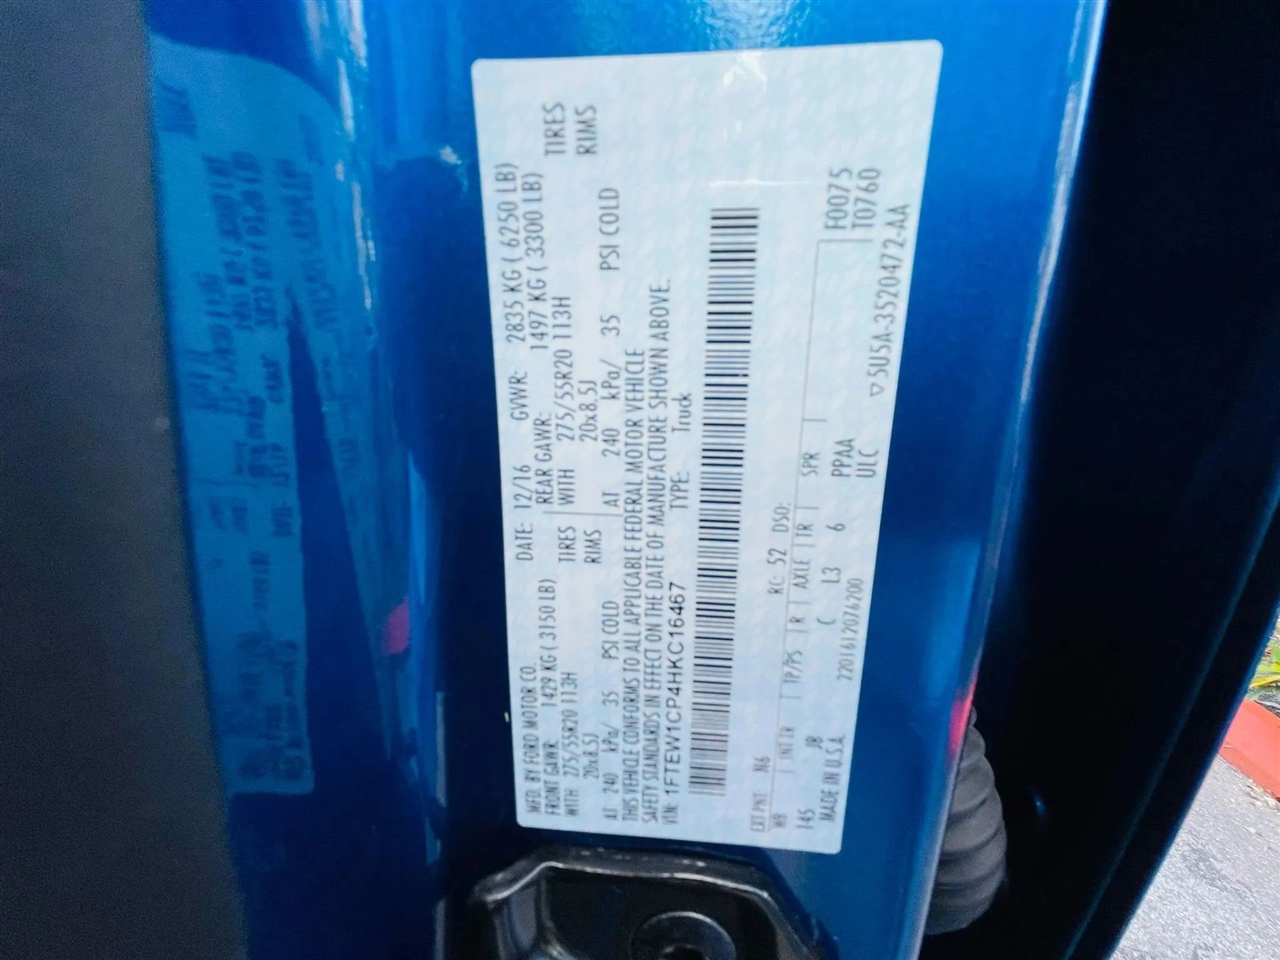 MFD. BY FORD MOTOR CO. DATE: 12/16 GVWR: 2835 KG ( 6250 LB)
FRONT GAWR: 1429 KG ( 3150 LB) REAR GAWR: 1497 KG ( 3300 LB)
WITH 275/55R20 113H TIRES WITH 275/55R20 113H TIRES
20x8.5J RIMS 20x8.5J RIMS
AT 240 kPa/ 35 PSI COLD AT 240 kPa/ 35 PSI COLD
THIS VEHICLE CONFORMS TO ALL APPLICABLE FEDERAL MOTOR VEHICLE
SAFETY STANDARDS IN EFFECT ON THE DATE OF MANUFACTURE SHOWN ABOVE.
VIN: 1FTEW1CP4HKC16467 TYPE: Truck
EXT PNT: N6 RC: 52 DSO: F0075
WB INT TR TP/PS R AXLE TR SPR T0760
145 JB C L3 6 PPAA
MADE IN U.S.A. 2201612076200 ULC ▽5U5A-3520472-AA